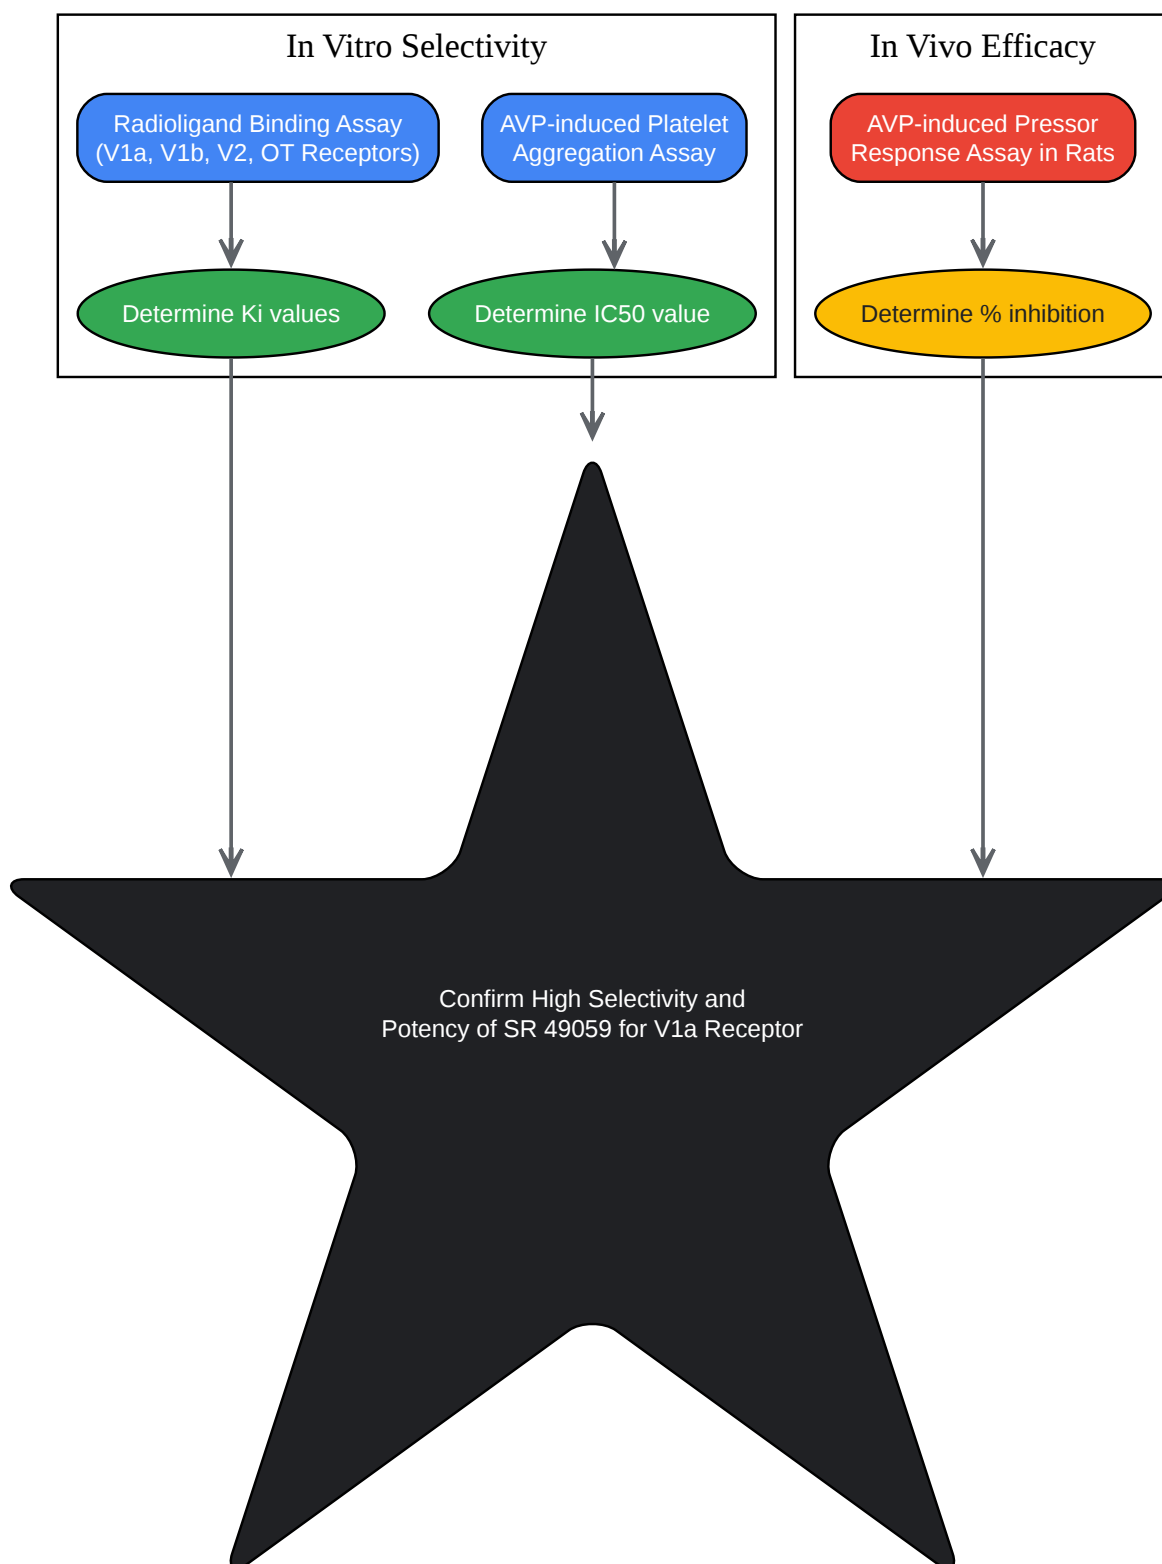 In Vitro Selectivity
In Vivo Efficacy
Radioligand Binding Assay
(V1a, V1b, V2, OT Receptors)
AVP-induced Platelet
Aggregation Assay
AVP-induced Pressor
Response Assay in Rats
Determine Ki values
Determine IC50 value
Determine % inhibition
Confirm High Selectivity and
Potency of SR 49059 for V1a Receptor